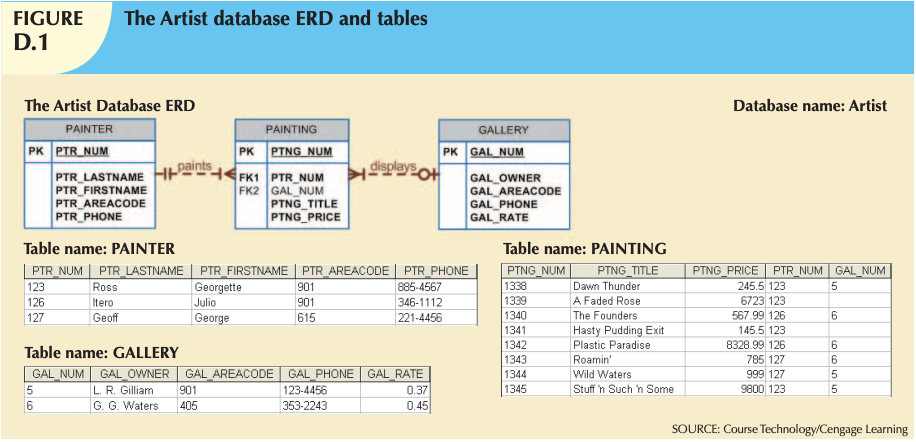 FIGURE D.1 The Artist database ERD and tables
The Artist Database ERD
Database name: Artist
PAINTER
PK PTR_NUM
PTR_LASTNAME
PTR_FIRSTNAME
PTR_AREACODE
PTR_PHONE
paints
PAINTING
PK PTNG_NUM
FK1 PTR_NUM
FK2 GAL_NUM
PTNG_TITLE
PTNG_PRICE
displays
GALLERY
PK GAL_NUM
GAL_OWNER
GAL_AREACODE
GAL_PHONE
GAL_RATE
Table name: PAINTER
PTR_NUM PTR_LASTNAME PTR_FIRSTNAME PTR_AREACODE PTR_PHONE
123 Ross Georgette 901 885-4567
126 Itero Julio 901 346-1112
127 Geoff George 615 221-4456
Table name: GALLERY
GAL_NUM GAL_OWNER GAL_AREACODE GAL_PHONE GAL_RATE
5 L. R. Gilliam 901 123-4456 0.37
6 G. G. Waters 405 353-2243 0.45
Table name: PAINTING
PTNG_NUM PTNG_TITLE PTNG_PRICE PTR_NUM GAL_NUM
1338 Dawn Thunder 245.5 123 5
1339 A Faded Rose 6723 123
1340 The Founders 567.99 126 6
1341 Hasty Pudding Exit 145.5 123
1342 Plastic Paradise 8328.99 126 6
1343 Roamin' 785 127 6
1344 Wild Waters 999 127 5
1345 Stuff 'n Such 'n Some 9800 123 5
SOURCE: Course Technology/Cengage Learning